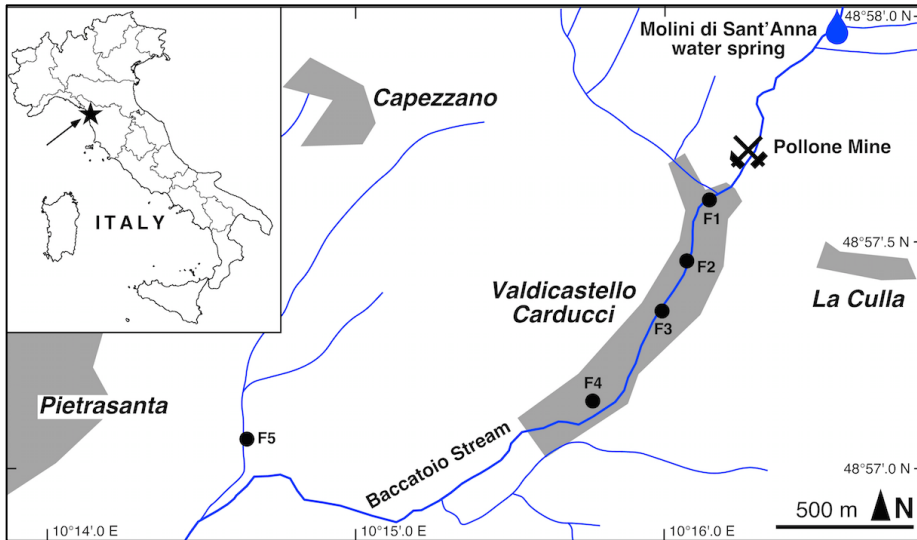 Molini di Sant'Anna
water spring
48°58'.0 N
Capezzano
Pollone Mine
ITALY
F1
48°57'.5 N
F2
Valdicastello
Carducci
La Culla
F3
F4
Pietrasanta
F5
Baccatoio Stream
48°57'.0 N
500 m
N
10°14'.0 E
10°15'.0 E
10°16'.0 E